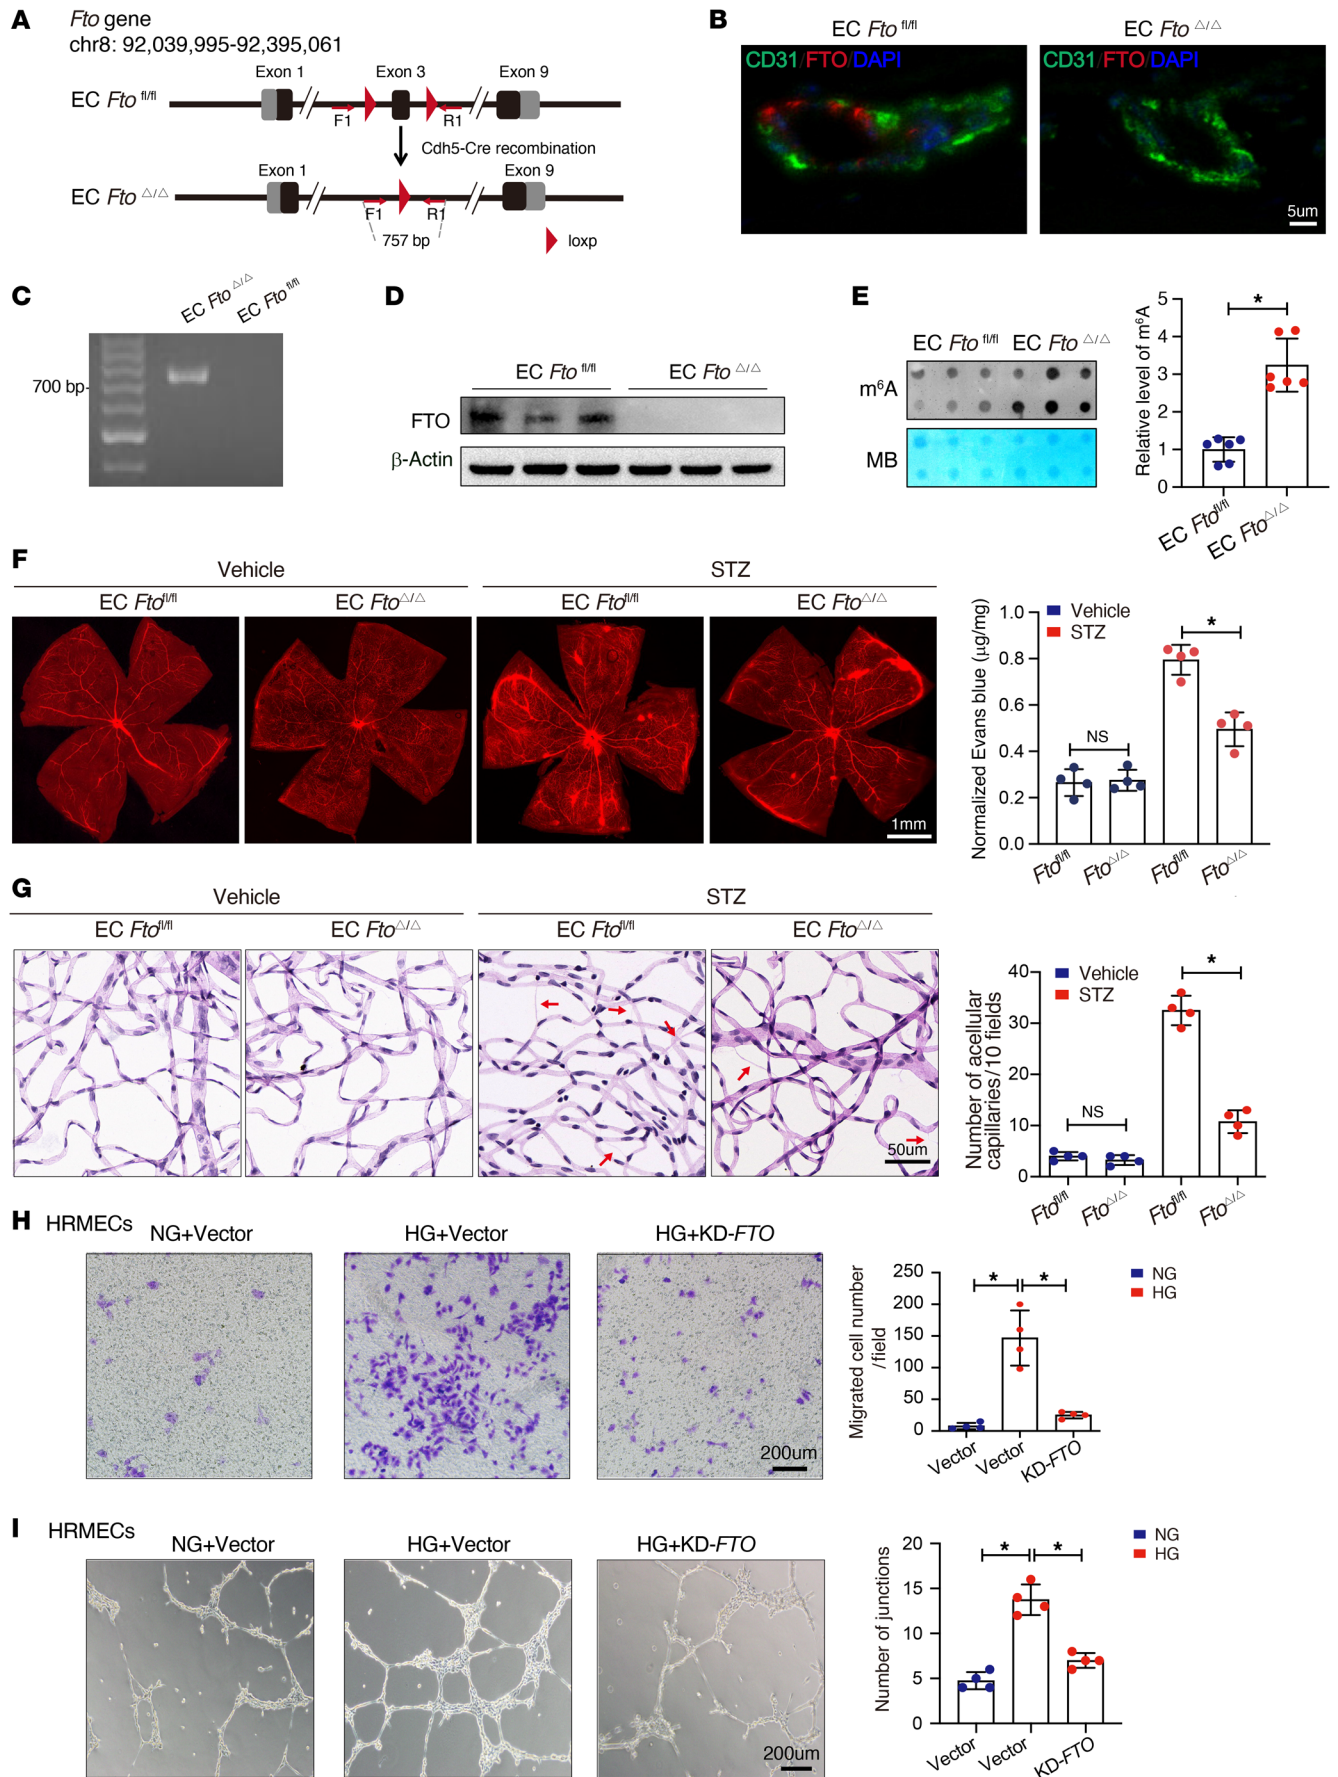 A
Fto gene
chr8: 92,039,995-92,395,061
Exon 1 Exon 3 Exon 9
EC Fto fl/fl
F1 R1
Cdh5-Cre recombination
Exon 1 Exon 9
EC Fto △/△
F1 R1
757 bp
loxp
B
EC Fto fl/fl EC Fto △/△
CD31/FTO/DAPI CD31/FTO/DAPI
5um
C
EC Fto △/△ EC Fto fl/fl
700 bp
D
EC Fto fl/fl EC Fto △/△
FTO
β-Actin
E
EC Fto fl/fl EC Fto △/△
m⁶A
MB
Relative level of m⁶A
5
4
3
2
1
0
*
EC Fto fl/fl EC Fto △/△
F
Vehicle STZ
EC Fto fl/fl EC Fto △/△ EC Fto fl/fl EC Fto △/△
1mm
Normalized Evans blue (μg/mg)
Vehicle
STZ
1.0
0.8
0.6
0.4
0.2
0.0
NS *
Fto fl/fl Fto △/△ Fto fl/fl Fto △/△
G
Vehicle STZ
EC Fto fl/fl EC Fto △/△ EC Fto fl/fl EC Fto △/△
50um
Number of acellular
capillaries/10 fields
Vehicle
STZ
40
30
20
10
0
NS *
Fto fl/fl Fto △/△ Fto fl/fl Fto △/△
H
HRMECs
NG+Vector HG+Vector HG+KD-FTO
200um
Migrated cell number
/field
250
200
150
100
50
0
* *
NG
HG
Vector Vector KD-FTO
I
HRMECs
NG+Vector HG+Vector HG+KD-FTO
200um
Number of junctions
20
15
10
5
0
* *
NG
HG
Vector Vector KD-FTO